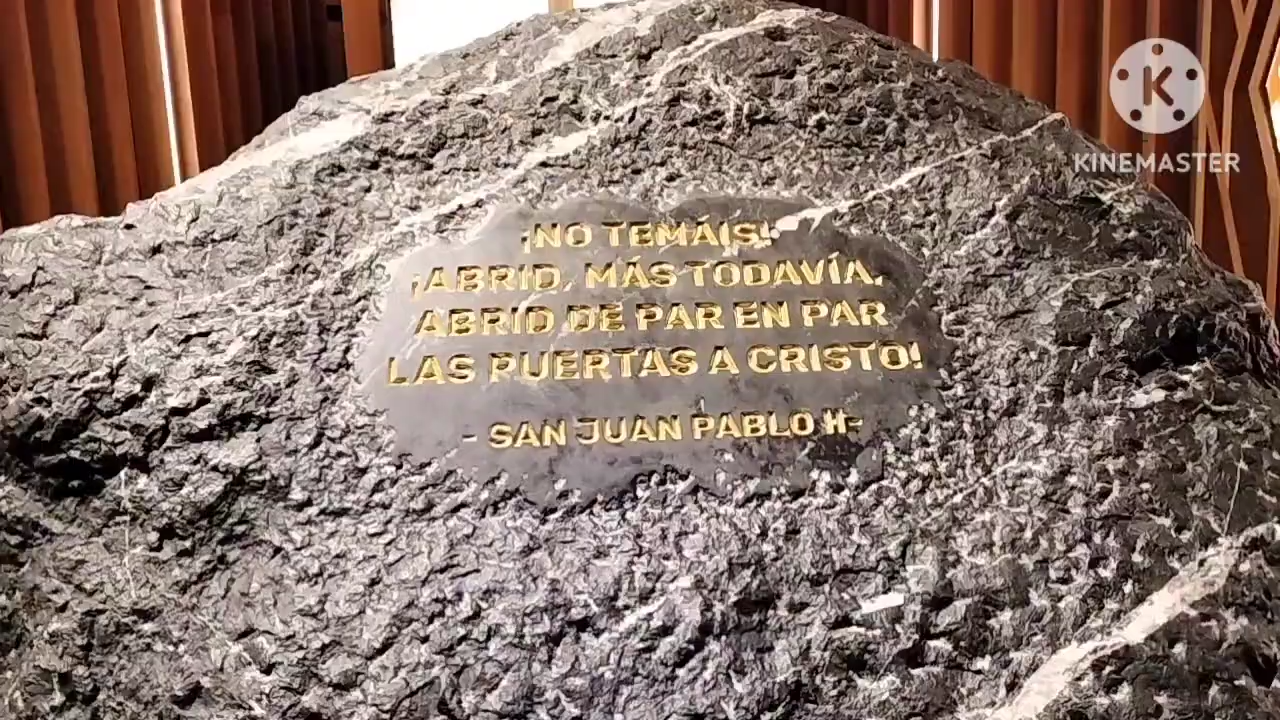 ¡NO TEMÁIS!
¡ABRID, MÁS TODAVÍA,
ABRID DE PAR EN PAR
LAS PUERTAS A CRISTO!
- SAN JUAN PABLO II-
K
KINEMASTER